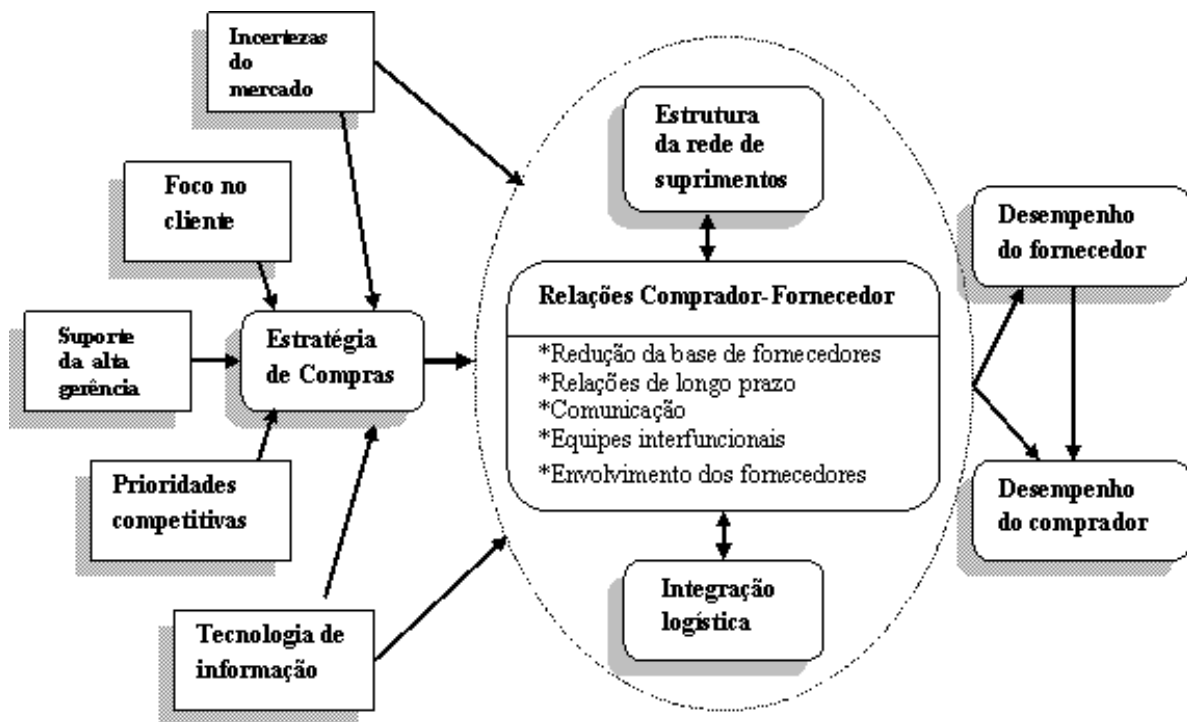 Incertezas
do
mercado
Foco no
cliente
Suporte
da alta
gerência
Prioridades
competitivas
Tecnologia de
informação
Estratégia
de Compras
Estrutura
da rede de
suprimentos
Relações Comprador-Fornecedor
*Redução da base de fornecedores
*Relações de longo prazo
*Comunicação
*Equipes interfuncionais
*Envolvimento dos fornecedores
Integração
logística
Desempenho
do fornecedor
Desempenho
do comprador